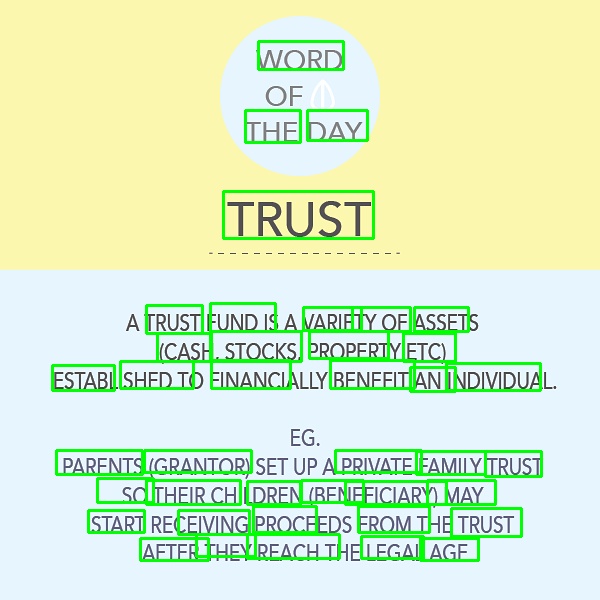 WORD
OF
THE DAY
TRUST
A TRUST FUND IS A VARIETY OF ASSETS
(CASH, STOCKS, PROPERTY ETC)
ESTABLISHED TO FINANCIALLY BENEFIT AN INDIVIDUAL.
EG.
PARENTS (GRANTOR) SET UP A PRIVATE FAMILY TRUST
SO THEIR CHILDREN (BENEFICIARY) MAY
START RECEIVING PROCEEDS FROM THE TRUST
AFTER THEY REACH THE LEGAL AGE